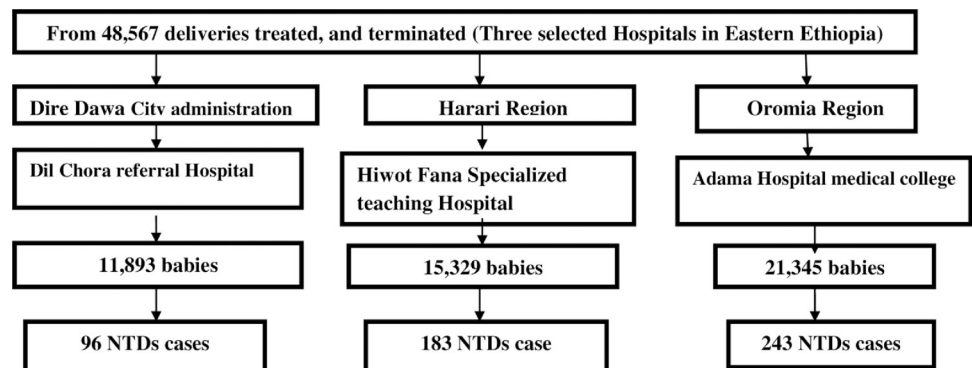 From 48,567 deliveries treated, and terminated (Three selected Hospitals in Eastern Ethiopia)
Dire Dawa City administration
Harari Region
Oromia Region
Dil Chora referral Hospital
Hiwot Fana Specialized
teaching Hospital
Adama Hospital medical college
11,893 babies
15,329 babies
21,345 babies
96 NTDs cases
183 NTDs case
243 NTDs cases